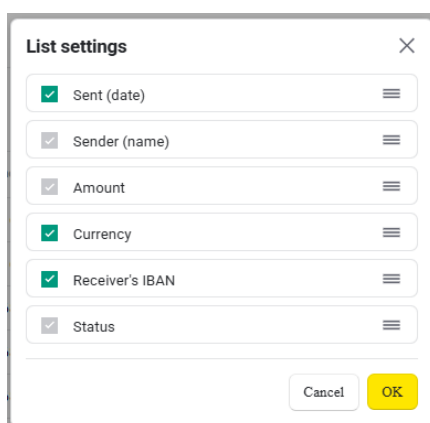 List settings
Sent (date)
Sender (name)
Amount
Currency
Receiver's IBAN
Status
Cancel
OK